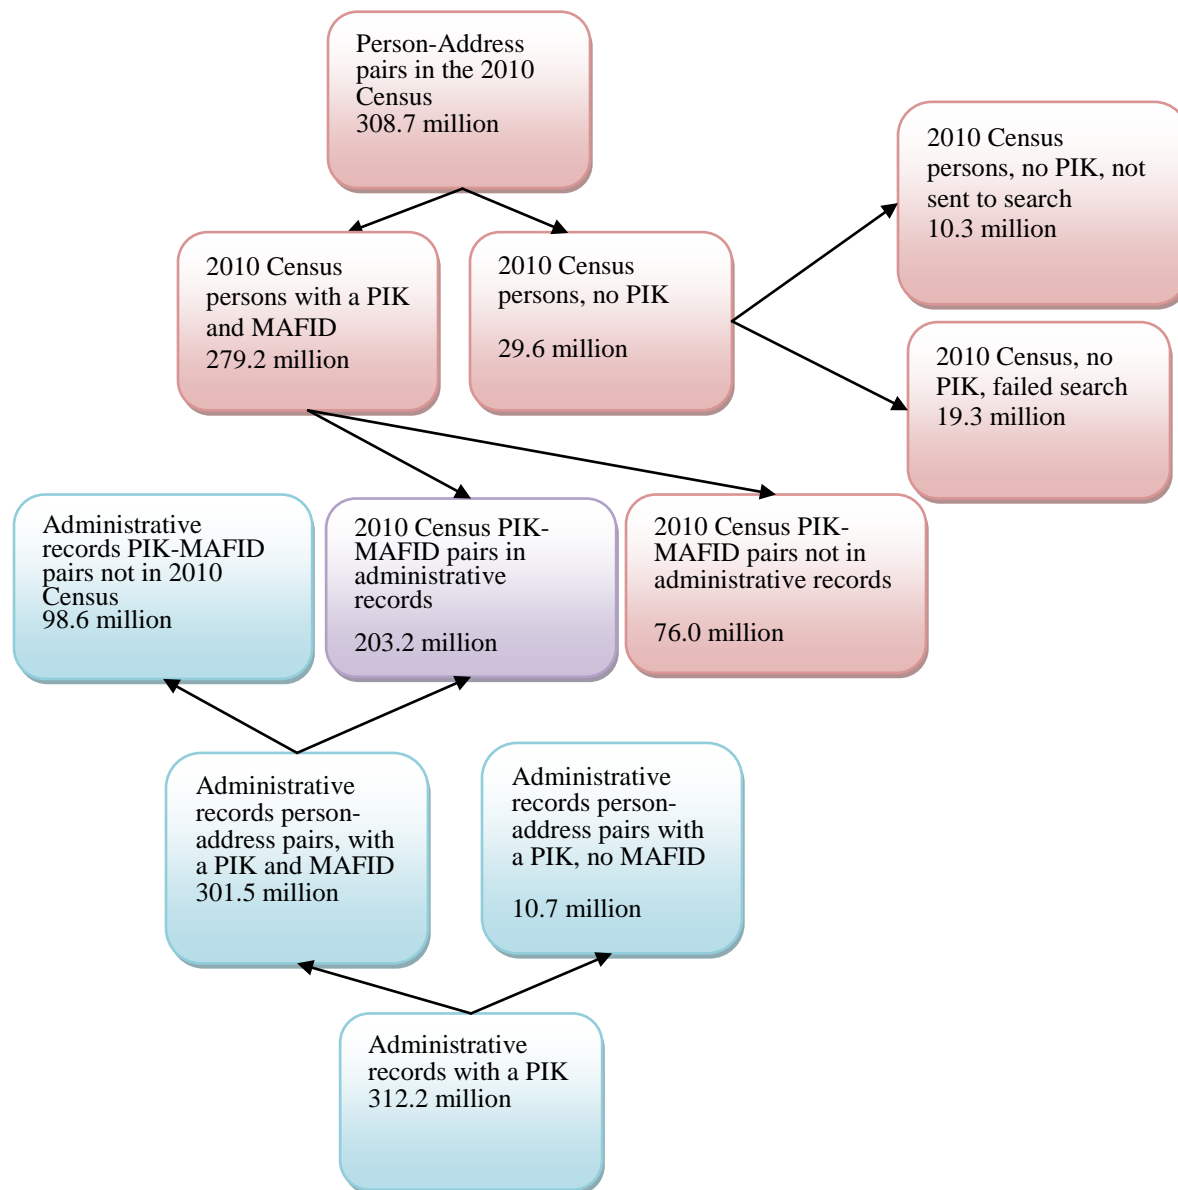 Person-Address
pairs in the 2010
Census
308.7 million
2010 Census
persons, no PIK, not
sent to search
10.3 million
2010 Census
persons with a PIK
and MAFID
279.2 million
2010 Census
persons, no PIK
29.6 million
2010 Census, no
PIK, failed search
19.3 million
Administrative
records PIK-MAFID
pairs not in 2010
Census
98.6 million
2010 Census PIK-
MAFID pairs in
administrative
records
203.2 million
2010 Census PIK-
MAFID pairs not in
administrative records
76.0 million
Administrative
records person-
address pairs, with
a PIK and MAFID
301.5 million
Administrative
records person-
address pairs with
a PIK, no MAFID
10.7 million
Administrative
records with a PIK
312.2 million